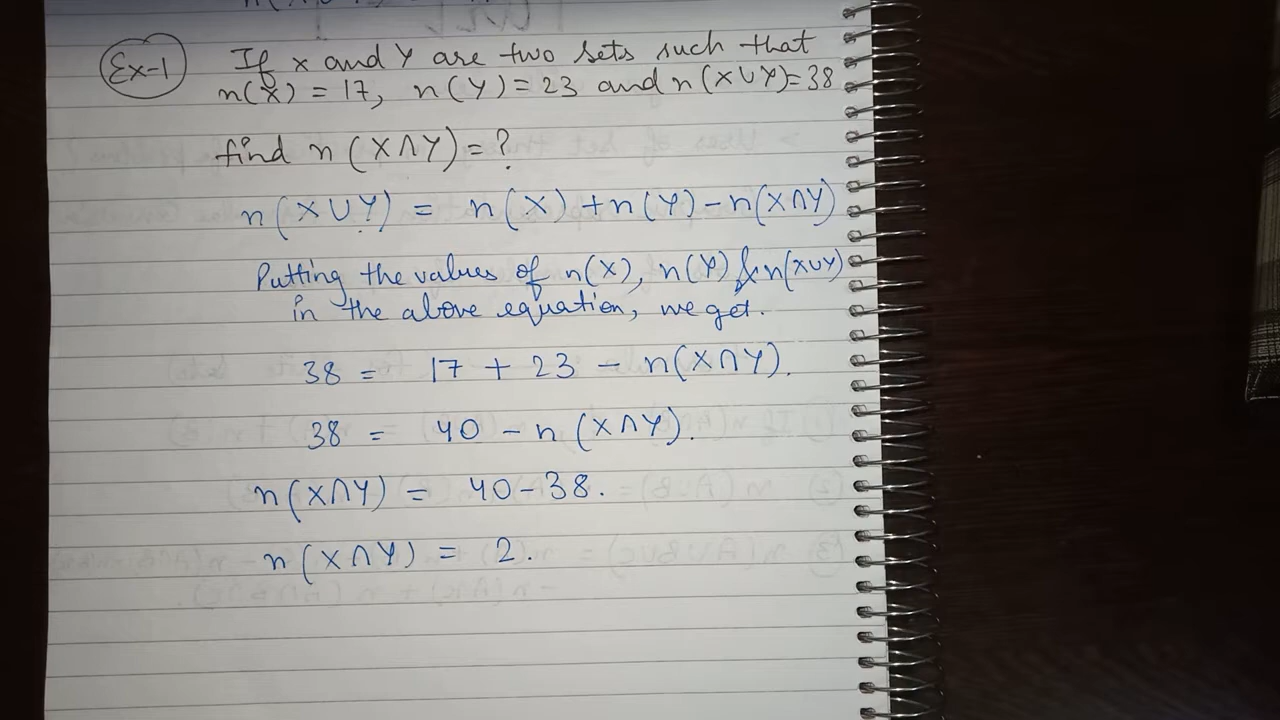 Ex-1
If x and Y are two sets such that
n(X) = 17, n(Y) = 23 and n(X∪Y)=38
find n(X∩Y) = ?
n(X∪Y) = n(X) + n(Y) - n(X∩Y)
Putting the values of n(X), n(Y) & n(X∪Y)
in the above equation, we get.
38 = 17 + 23 - n(X∩Y).
38 = 40 - n(X∩Y).
n(X∩Y) = 40-38.
n(X∩Y) = 2.